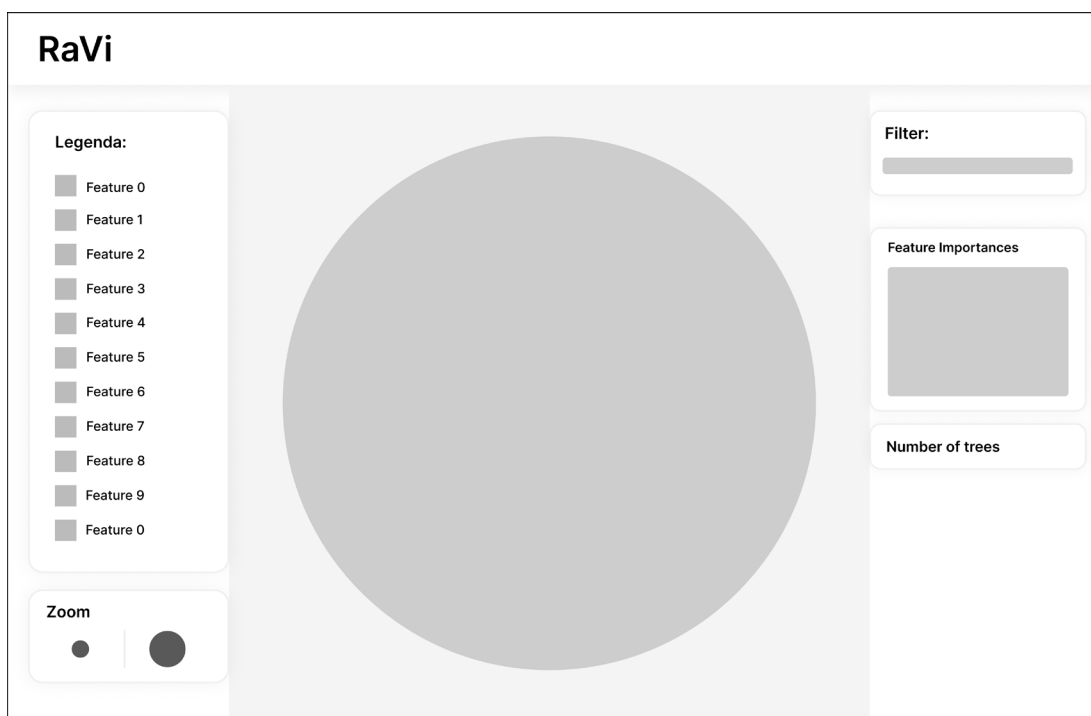 RaVi
Legenda:
Feature 0
Feature 1
Feature 2
Feature 3
Feature 4
Feature 5
Feature 6
Feature 7
Feature 8
Feature 9
Feature 0
Zoom
Filter:
Feature Importances
Number of trees